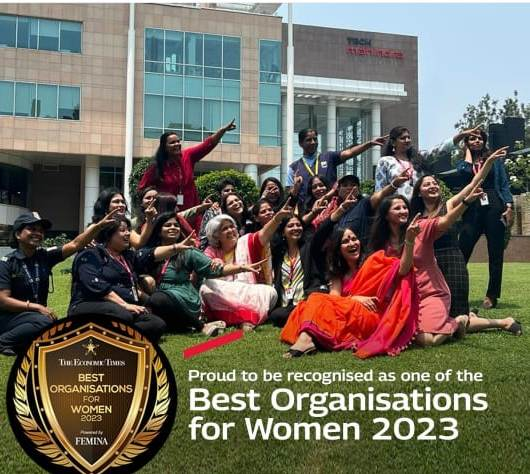 TECH
mahindra
THE ECONOMIC TIMES
BEST
ORGANISATIONS
FOR
WOMEN
2023
Powered by
FEMINA
Proud to be recognised as one of the
Best Organisations
for Women 2023